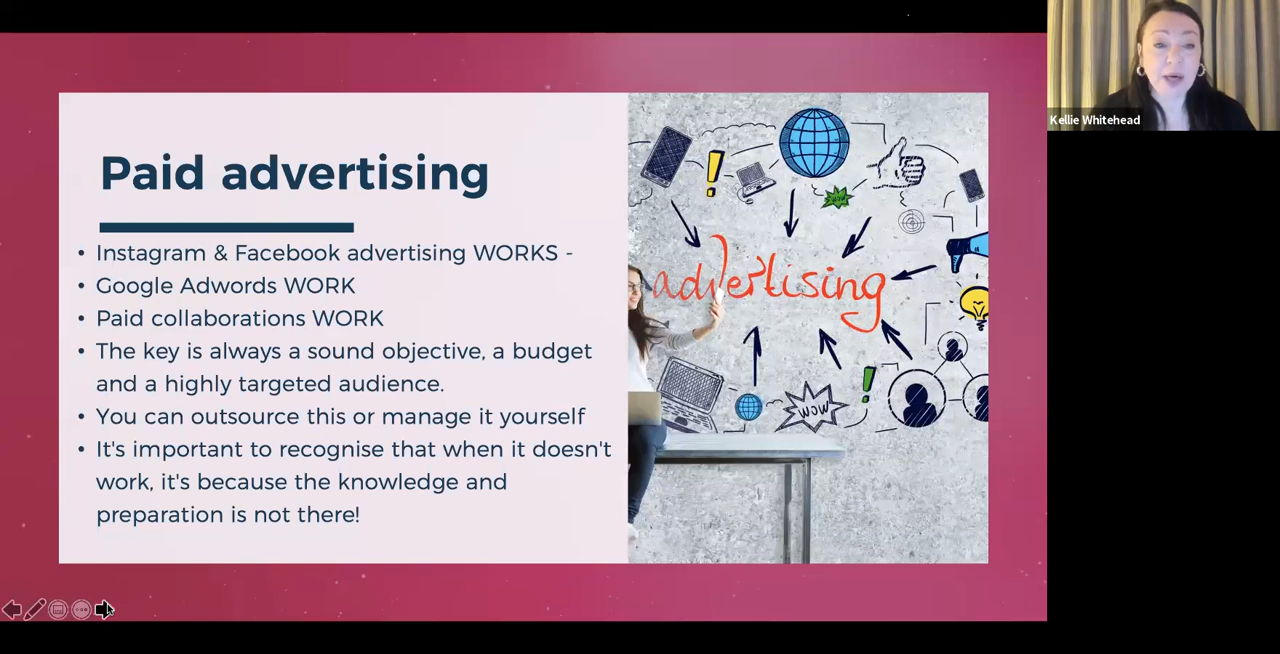 Paid advertising
• Instagram & Facebook advertising WORKS -
• Google Adwords WORK
• Paid collaborations WORK
• The key is always a sound objective, a budget
and a highly targeted audience.
• You can outsource this or manage it yourself
• It's important to recognise that when it doesn't
work, it's because the knowledge and
preparation is not there!
WOW
advertising
WOW
Kellie Whitehead